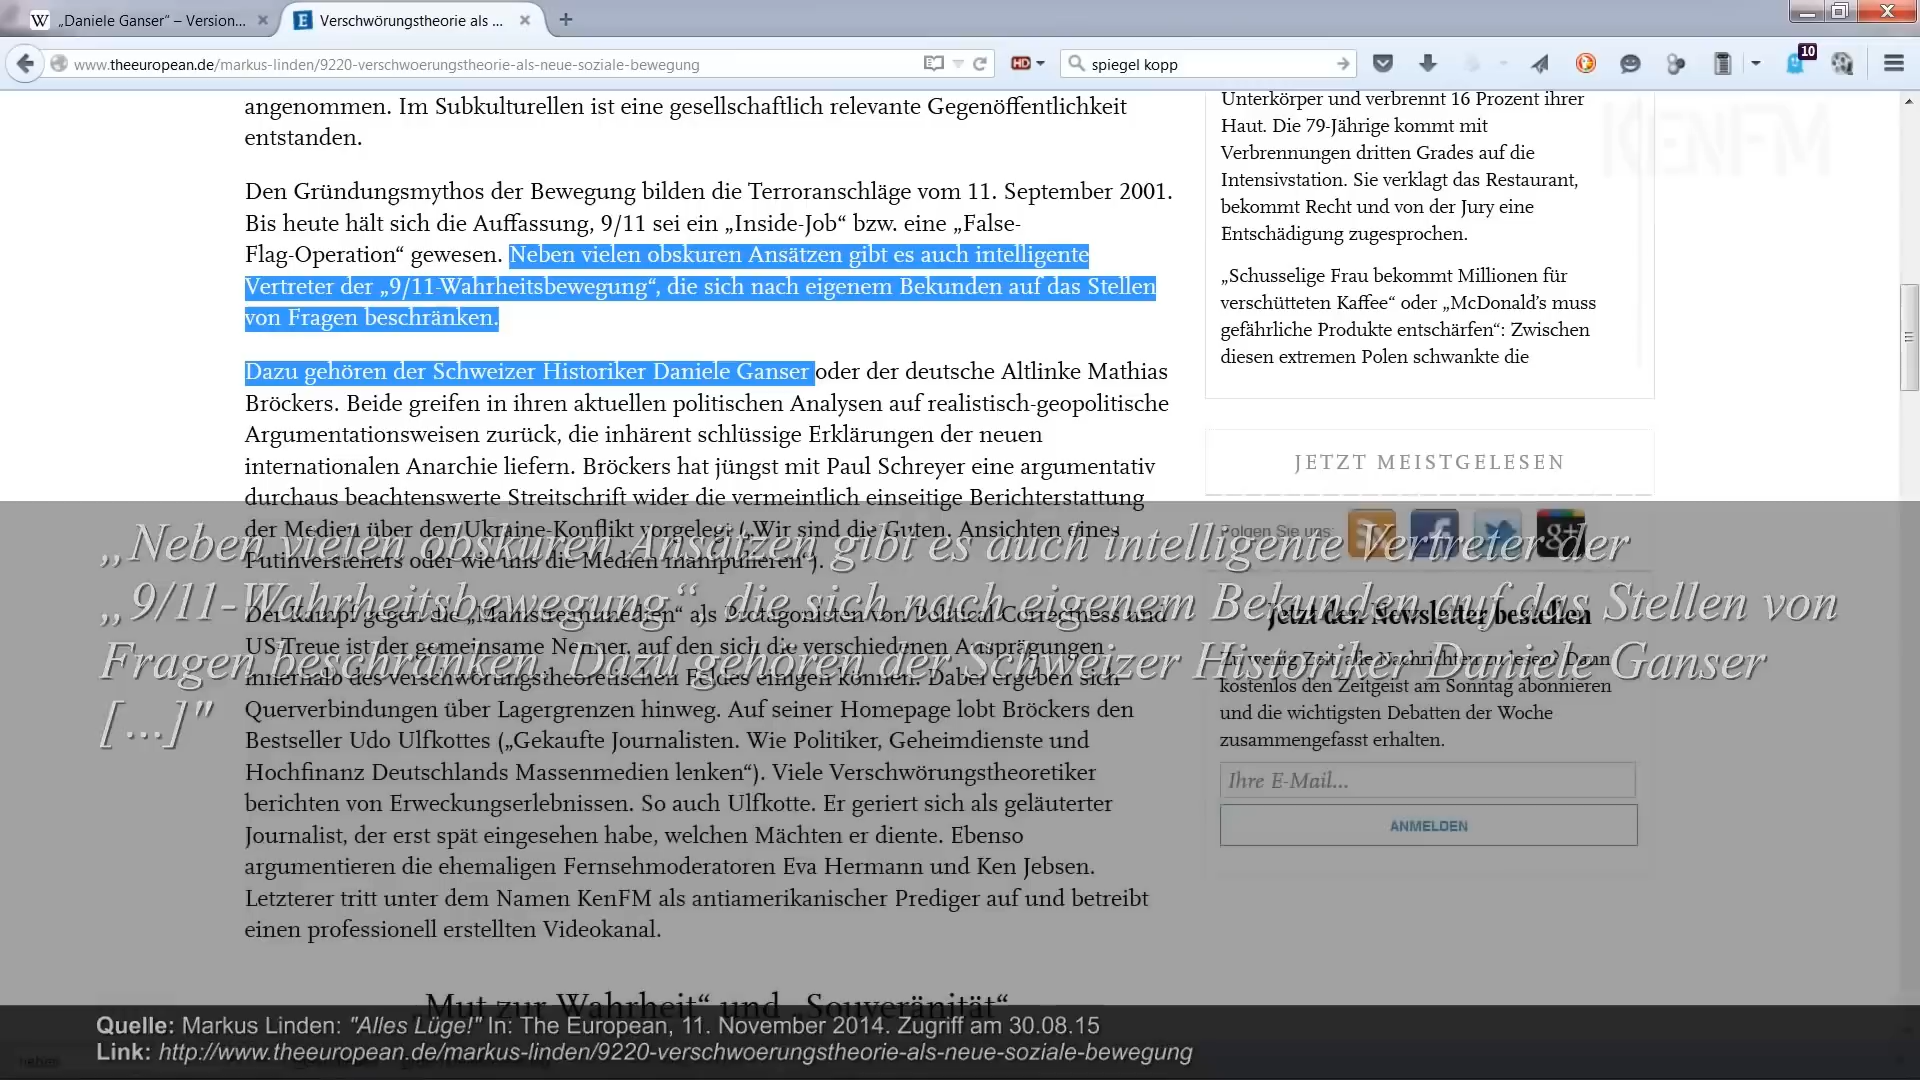 „Daniele Ganser“ – Version...
Verschwörungstheorie als ...
www.theeuropean.de/markus-linden/9220-verschwoerungstheorie-als-neue-soziale-bewegung
HD
spiegel kopp
10
angenommen. Im Subkulturellen ist eine gesellschaftlich relevante Gegenöffentlichkeit
entstanden.
Den Gründungsmythos der Bewegung bilden die Terroranschläge vom 11. September 2001.
Bis heute hält sich die Auffassung, 9/11 sei ein „Inside-Job“ bzw. eine „False-
Flag-Operation“ gewesen. Neben vielen obskuren Ansätzen gibt es auch intelligente
Vertreter der „9/11-Wahrheitsbewegung“, die sich nach eigenem Bekunden auf das Stellen
von Fragen beschränken.
Dazu gehören der Schweizer Historiker Daniele Ganser oder der deutsche Altlinke Mathias
Bröckers. Beide greifen in ihren aktuellen politischen Analysen auf realistisch-geopolitische
Argumentationsweisen zurück, die inhärent schlüssige Erklärungen der neuen
internationalen Anarchie liefern. Bröckers hat jüngst mit Paul Schreyer eine argumentativ
durchaus beachtenswerte Streitschrift wider die vermeintlich einseitige Berichterstattung
der Medien über den Ukraine-Konflikt vorgelegt („Wir sind die Guten. Ansichten eines
Putinverstehers oder wie uns die Medien manipulieren“).
Der Kampf gegen die „Mainstreammedien“ als Protagonisten von Political Correctness und
US-Treue ist der gemeinsame Nenner, auf den sich die verschiedenen Ausprägungen
innerhalb des verschwörungstheoretischen Feldes einigen können. Dabei ergeben sich
Querverbindungen über Lagergrenzen hinweg. Auf seiner Homepage lobt Bröckers den
Bestseller Udo Ulfkottes („Gekaufte Journalisten. Wie Politiker, Geheimdienste und
Hochfinanz Deutschlands Massenmedien lenken“). Viele Verschwörungstheoretiker
berichten von Erweckungserlebnissen. So auch Ulfkotte. Er geriert sich als geläuterter
Journalist, der erst spät eingesehen habe, welchen Mächten er diente. Ebenso
argumentieren die ehemaligen Fernsehmoderatoren Eva Hermann und Ken Jebsen.
Letzterer tritt unter dem Namen KenFM als antiamerikanischer Prediger auf und betreibt
einen professionell erstellten Videokanal.
„Mut zur Wahrheit“ und „Souveränität“
Unterkörper und verbrennt 16 Prozent ihrer
Haut. Die 79-Jährige kommt mit
Verbrennungen dritten Grades auf die
Intensivstation. Sie verklagt das Restaurant,
bekommt Recht und von der Jury eine
Entschädigung zugesprochen.
„Schusselige Frau bekommt Millionen für
verschütteten Kaffee“ oder „McDonald’s muss
gefährliche Produkte entschärfen“: Zwischen
diesen extremen Polen schwankte die
KENFM
JETZT MEISTGELESEN
Folgen Sie uns:
Jetzt den Newsletter bestellen
Zu wenig Zeit, alle Nachrichten zu lesen? Dann
kostenlos den Zeitgeist am Sonntag abonnieren
und die wichtigsten Debatten der Woche
zusammengefasst erhalten.
Ihre E-Mail...
ANMELDEN
„Neben vielen obskuren Ansätzen gibt es auch intelligente Vertreter der
„9/11-Wahrheitsbewegung“, die sich nach eigenem Bekunden auf das Stellen von
Fragen beschränken. Dazu gehören der Schweizer Historiker Daniele Ganser
[...]"
Quelle: Markus Linden: "Alles Lüge!" In: The European, 11. November 2014. Zugriff am 30.08.15
Link: http://www.theeuropean.de/markus-linden/9220-verschwoerungstheorie-als-neue-soziale-bewegung